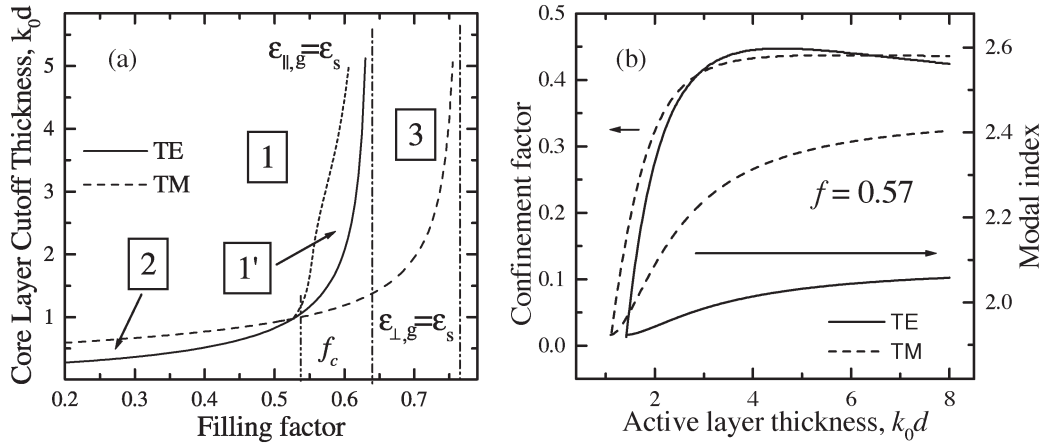 (a)
ε∥,g=εs
5
4
3
2
1
Core Layer Cutoff Thickness, k0d
TE
TM
1
3
2
1'
fc
ε⊥,g=εs
0.2 0.3 0.4 0.5 0.6 0.7
Filling factor
(b)
0.5
0.4
0.3
0.2
0.1
0.0
Confinement factor
f = 0.57
TE
TM
2.6
2.4
2.2
2.0
Modal index
2 4 6 8
Active layer thickness, k0d